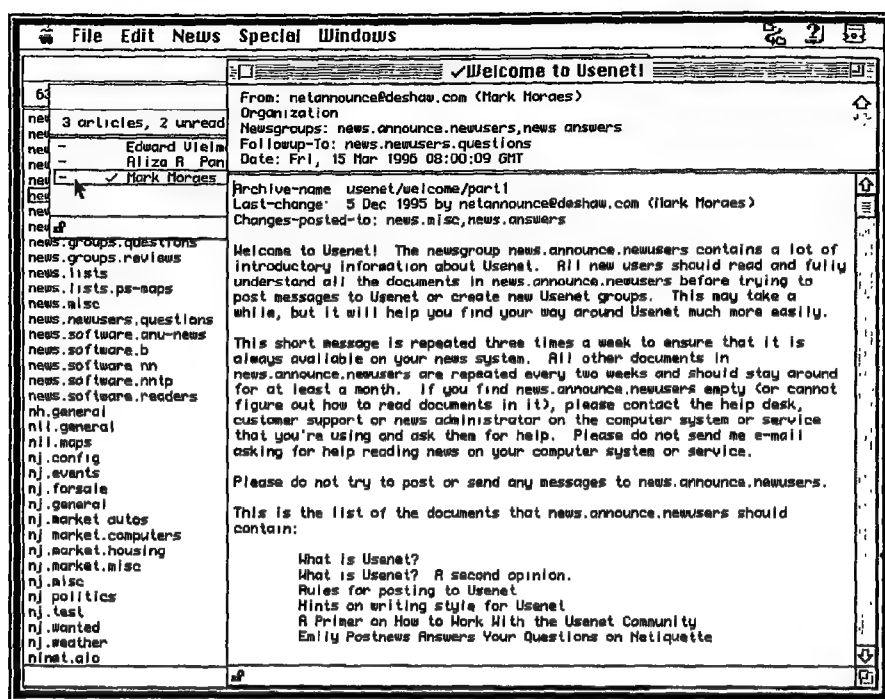 File Edit News Special Windows
✓Welcome to Usenet!
63
3 articles, 2 unread
- Edward Vielm
- Aliza R Pan
- ✓ Mark Moraes
new
new
new
new
new
new
new
new
new
news.groups.questions
news.groups.reviews
news.lists
news.lists.ps-maps
news.misc
news.newusers.questions
news.software.anu-news
news.software.b
news.software nn
news.software.nntp
news.software.readers
nh.general
nil.general
nil.maps
nj.config
nj.events
nj.forsale
nj.general
nj.market autos
nj market.computers
nj.market.housing
nj.market.misc
nj.misc
nj politics
nj.test
nj.wanted
nj.weather
From: netannounce@deshaw.com (Mark Moraes)
Organization
Newsgroups: news.announce.newusers,news answers
Followup-To: news.newusers.questions
Date: Fri, 15 Mar 1996 08:00:09 GMT
Archive-name usenet/welcome/part1
Last-change: 5 Dec 1995 by netannounce@deshaw.com (Mark Moraes)
Changes-posted-to: news.misc,news.answers
Welcome to Usenet! The newsgroup news.announce.newusers contains a lot of
introductory information about Usenet. All new users should read and fully
understand all the documents in news.announce.newusers before trying to
post messages to Usenet or create new Usenet groups. This may take a
while, but it will help you find your way around Usenet much more easily.
This short message is repeated three times a week to ensure that it is
always available on your news system. All other documents in
news.announce.newusers are repeated every two weeks and should stay around
for at least a month. If you find news.announce.newusers empty (or cannot
figure out how to read documents in it), please contact the help desk,
customer support or news administrator on the computer system or service
that you're using and ask them for help. Please do not send me e-mail
asking for help reading news on your computer system or service.
Please do not try to post or send any messages to news.announce.newusers.
This is the list of the documents that news.announce.newusers should
contain:
What is Usenet?
What is Usenet? A second opinion.
Rules for posting to Usenet
Hints on writing style for Usenet
A Primer on How to Work With the Usenet Community
Emily Postnews Answers Your Questions on Netiquette